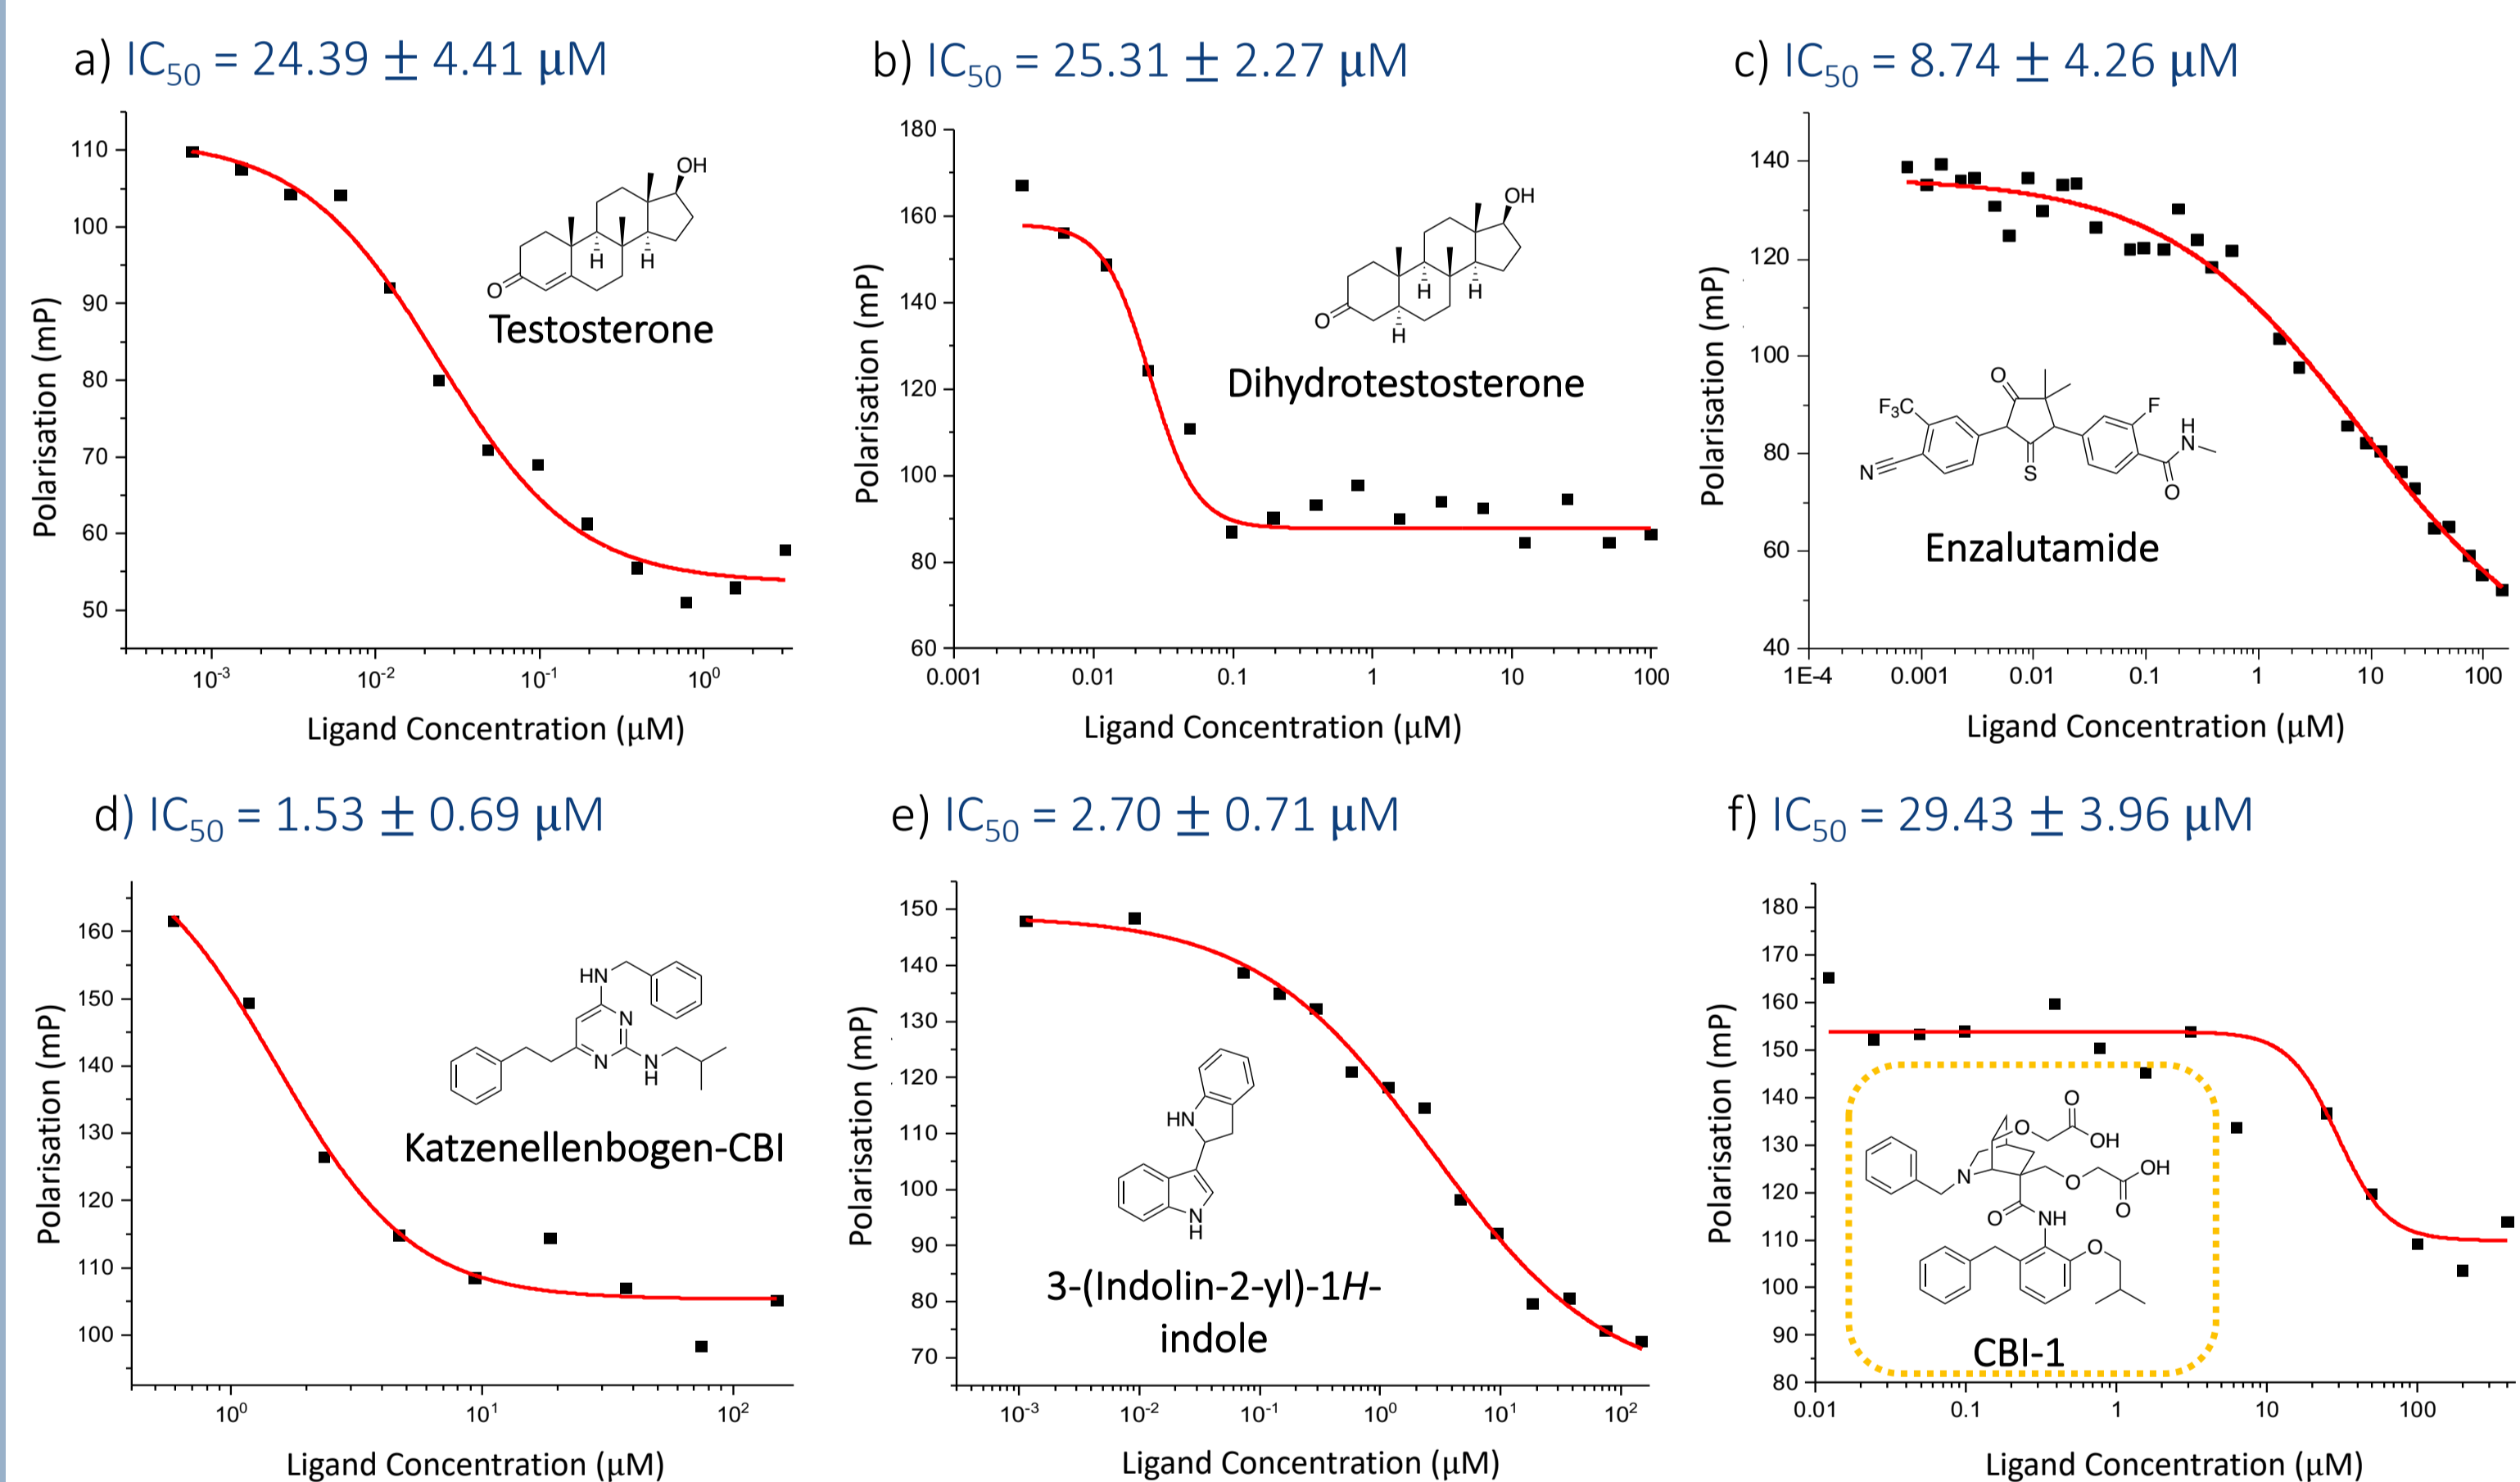 a) IC50 = 24.39 ± 4.41 µM
110
100
90
80
70
60
50
Polarisation (mP)
OH
H
H
O
Testosterone
10-3
10-2
10-1
100
Ligand Concentration (µM)
b) IC50 = 25.31 ± 2.27 µM
180
160
140
120
100
80
60
Polarisation (mP)
OH
H
H
O
H
Dihydrotestosterone
0.001
0.01
0.1
1
10
100
Ligand Concentration (µM)
c) IC50 = 8.74 ± 4.26 µM
140
120
100
80
60
40
Polarisation (mP)
O
F3C
F
H
N
N
S
O
Enzalutamide
1E-4
0.001
0.01
0.1
1
10
100
Ligand Concentration (µM)
d) IC50 = 1.53 ± 0.69 µM
160
150
140
130
120
110
100
Polarisation (mP)
HN
N
N
N
H
Katzenellenbogen-CBI
100
101
102
Ligand Concentration (µM)
e) IC50 = 2.70 ± 0.71 µM
150
140
130
120
110
100
90
80
70
Polarisation (mP)
HN
N
H
3-(Indolin-2-yl)-1H-
indole
10-3
10-2
10-1
100
101
102
Ligand Concentration (µM)
f) IC50 = 29.43 ± 3.96 µM
180
170
160
150
140
130
120
110
100
90
80
Polarisation (mP)
O
O
OH
N
O
OH
O
O
NH
O
CBI-1
0.01
0.1
1
10
100
Ligand Concentration (µM)